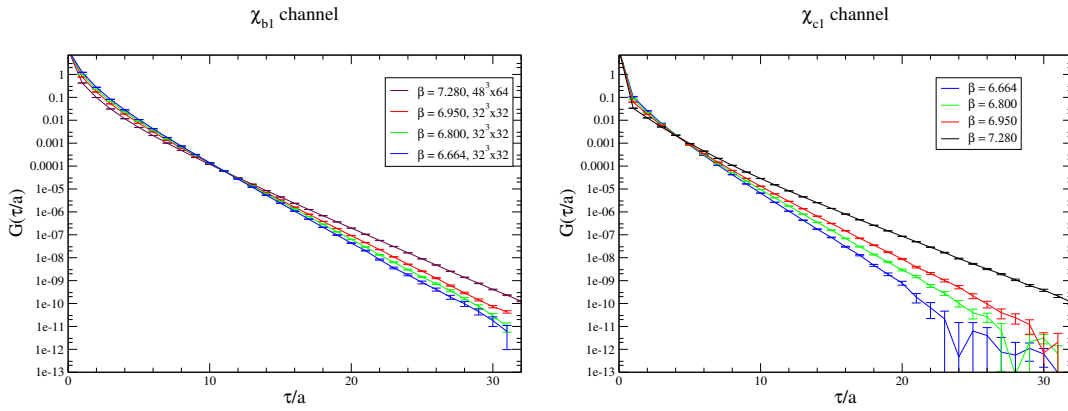 χb1 channel
1
0.1
0.01
0.001
0.0001
1e-05
1e-06
1e-07
1e-08
1e-09
1e-10
1e-11
1e-12
1e-13
G(τ/a)
0 10 20 30
τ/a
β = 7.280, 48³x64
β = 6.950, 32³x32
β = 6.800, 32³x32
β = 6.664, 32³x32
χc1 channel
1
0.1
0.01
0.001
0.0001
1e-05
1e-06
1e-07
1e-08
1e-09
1e-10
1e-11
1e-12
1e-13
G(τ/a)
0 10 20 30
τ/a
β = 6.664
β = 6.800
β = 6.950
β = 7.280